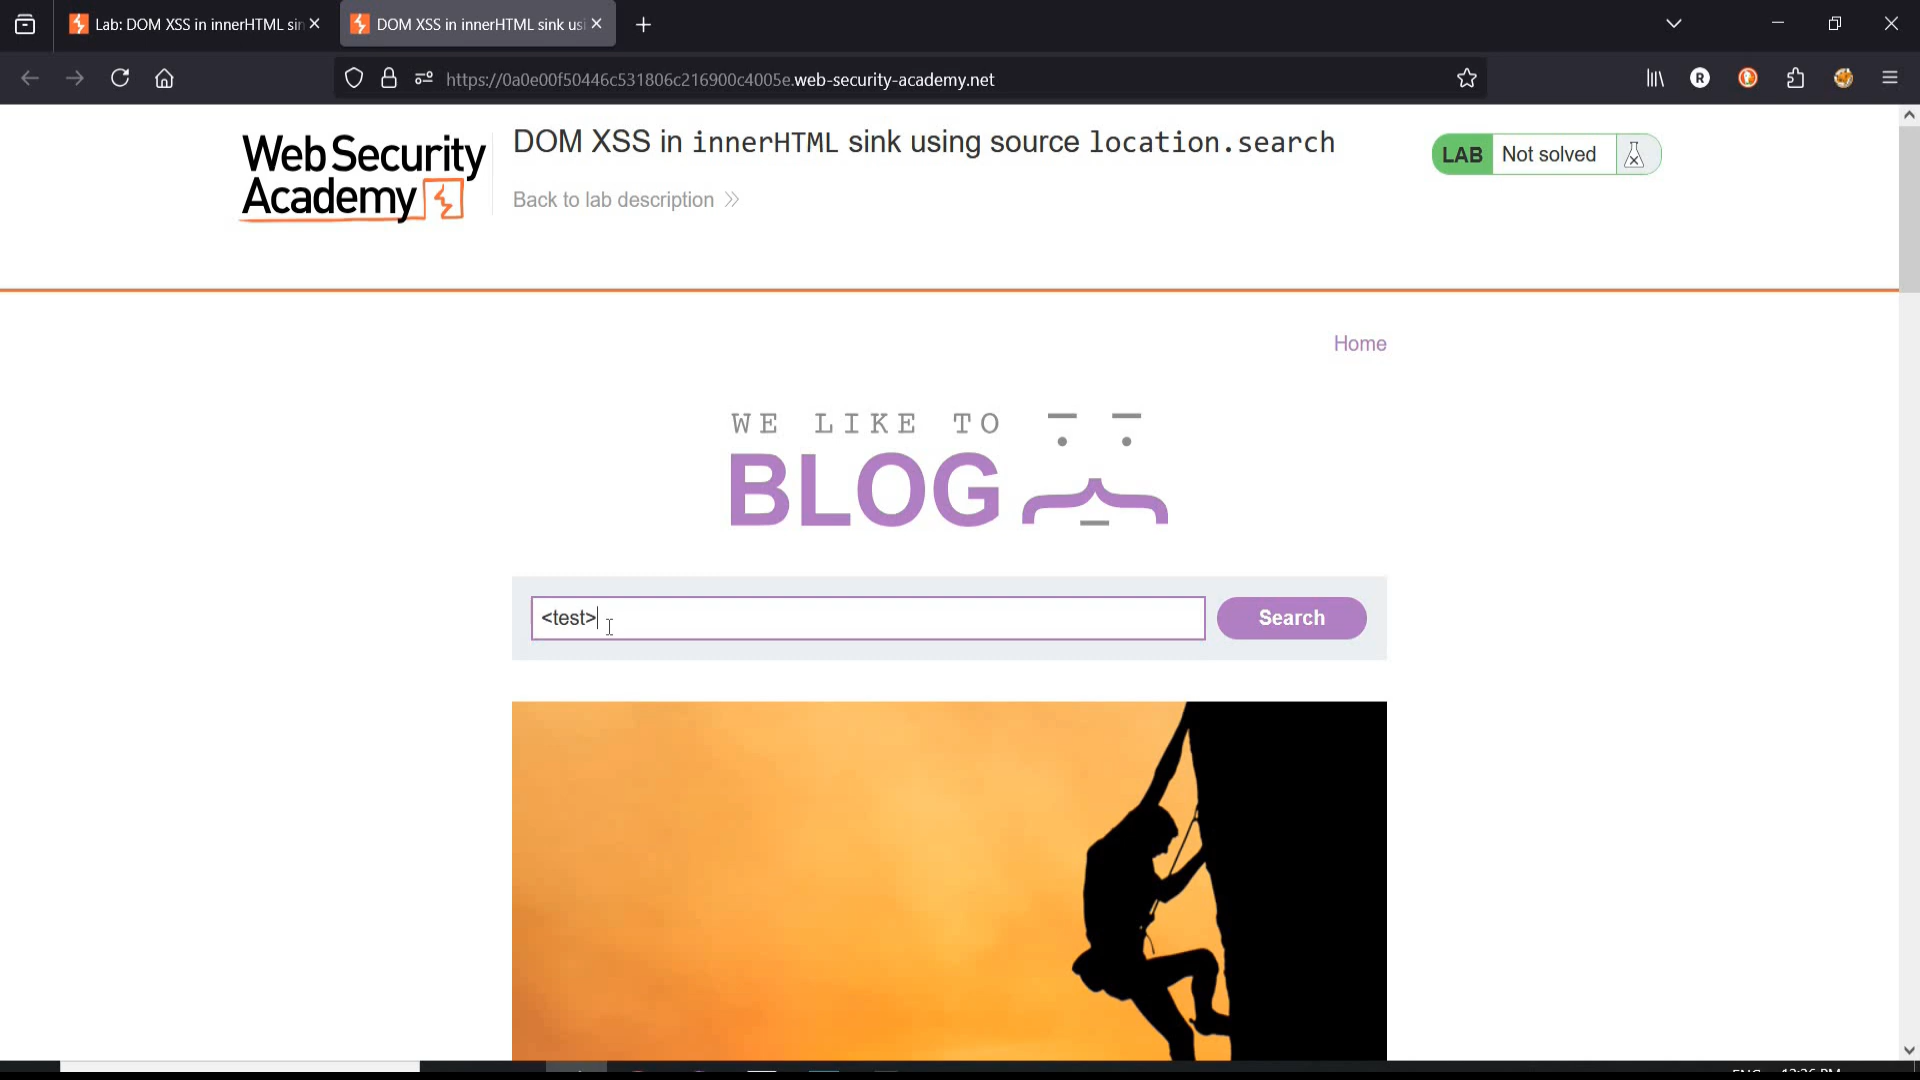 Lab: DOM XSS in innerHTML sin
DOM XSS in innerHTML sink usi
https://0a0e00f50446c531806c216900c4005e.web-security-academy.net
R
Web Security
Academy
DOM XSS in innerHTML sink using source location.search
Back to lab description
LAB Not solved
Home
WE LIKE TO
BLOG
<test>
Search